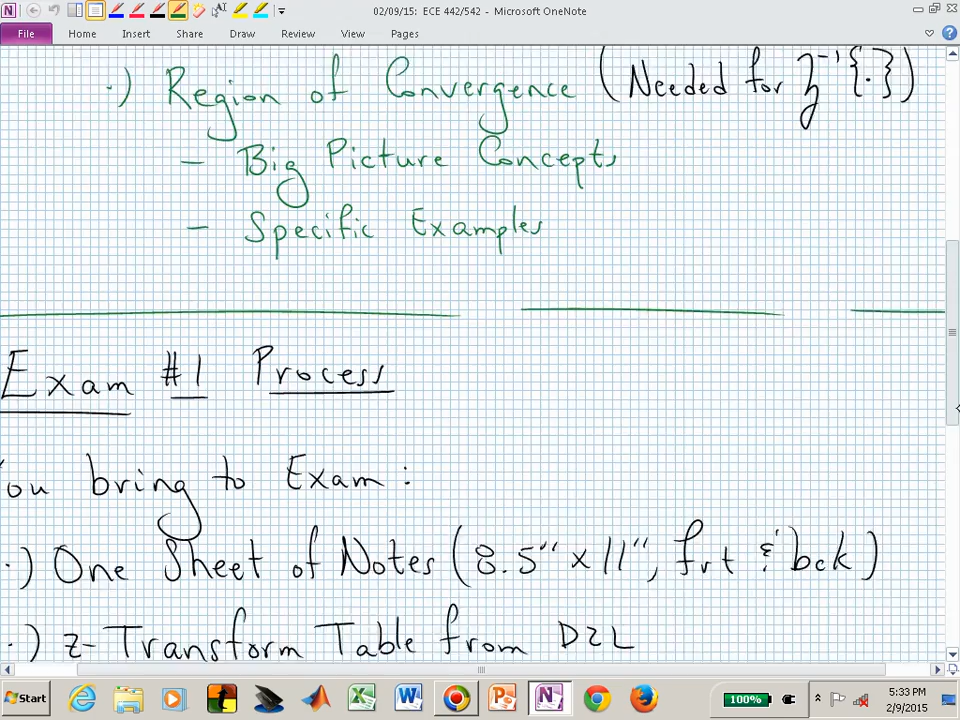 02/09/15: ECE 442/542 - Microsoft OneNote
File Home Insert Share Draw Review View Pages
·) Region of Convergence (Needed for z⁻¹{·})
- Big Picture Concepts
- Specific Examples
Exam #1 Process
You bring to Exam:
·) One Sheet of Notes (8.5" x 11", frt & bck)
·) z-Transform Table from D2L
Start
100%
5:33 PM
2/9/2015